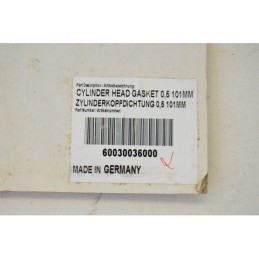 Part Description / Artikelbezeichnung:
CYLINDER HEAD GASKET 0,5 101MM
ZYLINDERKOPFDICHTUNG 0,5 101MM
Part Number / Artikelnummer:
60030036000
MADE IN GERMANY